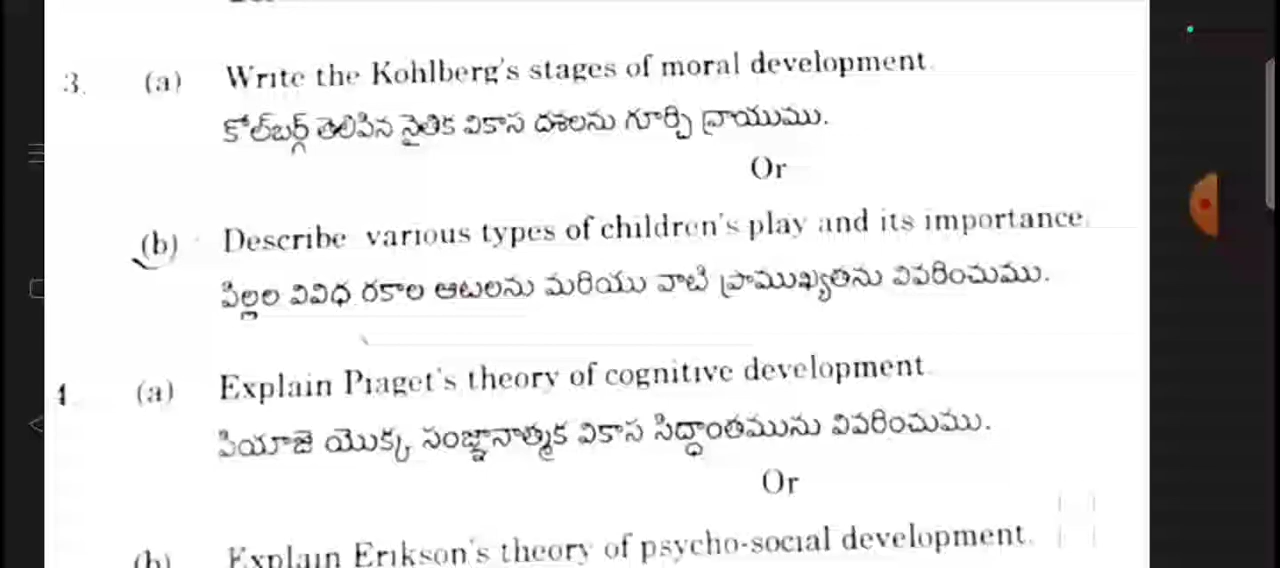 3. (a) Write the Kohlberg's stages of moral development.
కోల్‌బర్గ్ తెలిపిన నైతిక వికాస దశలను గూర్చి వ్రాయుము.
Or
(b) Describe various types of children's play and its importance.
పిల్లల వివిధ రకాల ఆటలను మరియు వాటి ప్రాముఖ్యతను వివరించుము.
4 (a) Explain Piaget's theory of cognitive development
పియాజె యొక్క సంజ్ఞానాత్మక వికాస సిద్ధాంతమును వివరించుము.
Or
(b) Explain Erikson's theory of psycho-social development.